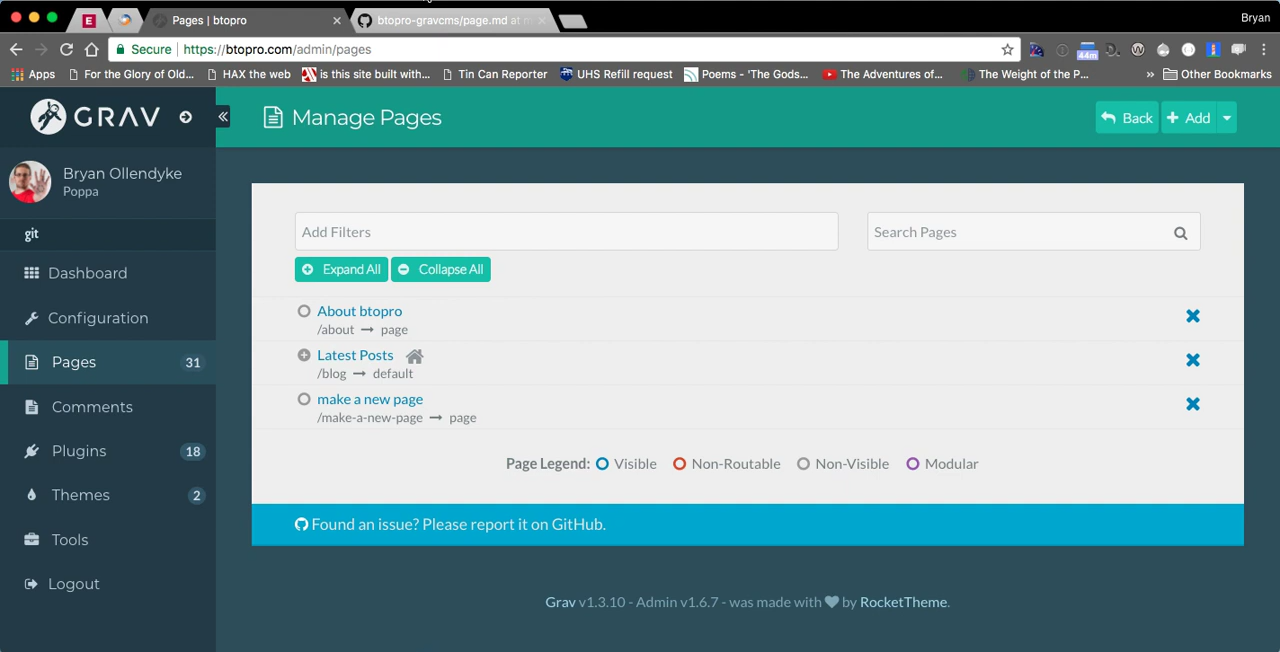 Pages | btopro
btopro-gravcms/page.md at m
Bryan
Secure
https://btopro.com/admin/pages
44m
Apps
For the Glory of Old...
HAX the web
is this site built with...
Tin Can Reporter
UHS Refill request
Poems - 'The Gods...
The Adventures of...
The Weight of the P...
»
Other Bookmarks
GRAV
Manage Pages
Back
Add
Bryan Ollendyke
Poppa
git
Dashboard
Configuration
Pages 31
Comments
Plugins 18
Themes 2
Tools
Logout
Add Filters
Search Pages
Expand All
Collapse All
About btopro
/about → page
Latest Posts
/blog → default
make a new page
/make-a-new-page → page
Page Legend: Visible Non-Routable Non-Visible Modular
Found an issue? Please report it on GitHub.
Grav v1.3.10 - Admin v1.6.7 - was made with ♥ by RocketTheme.